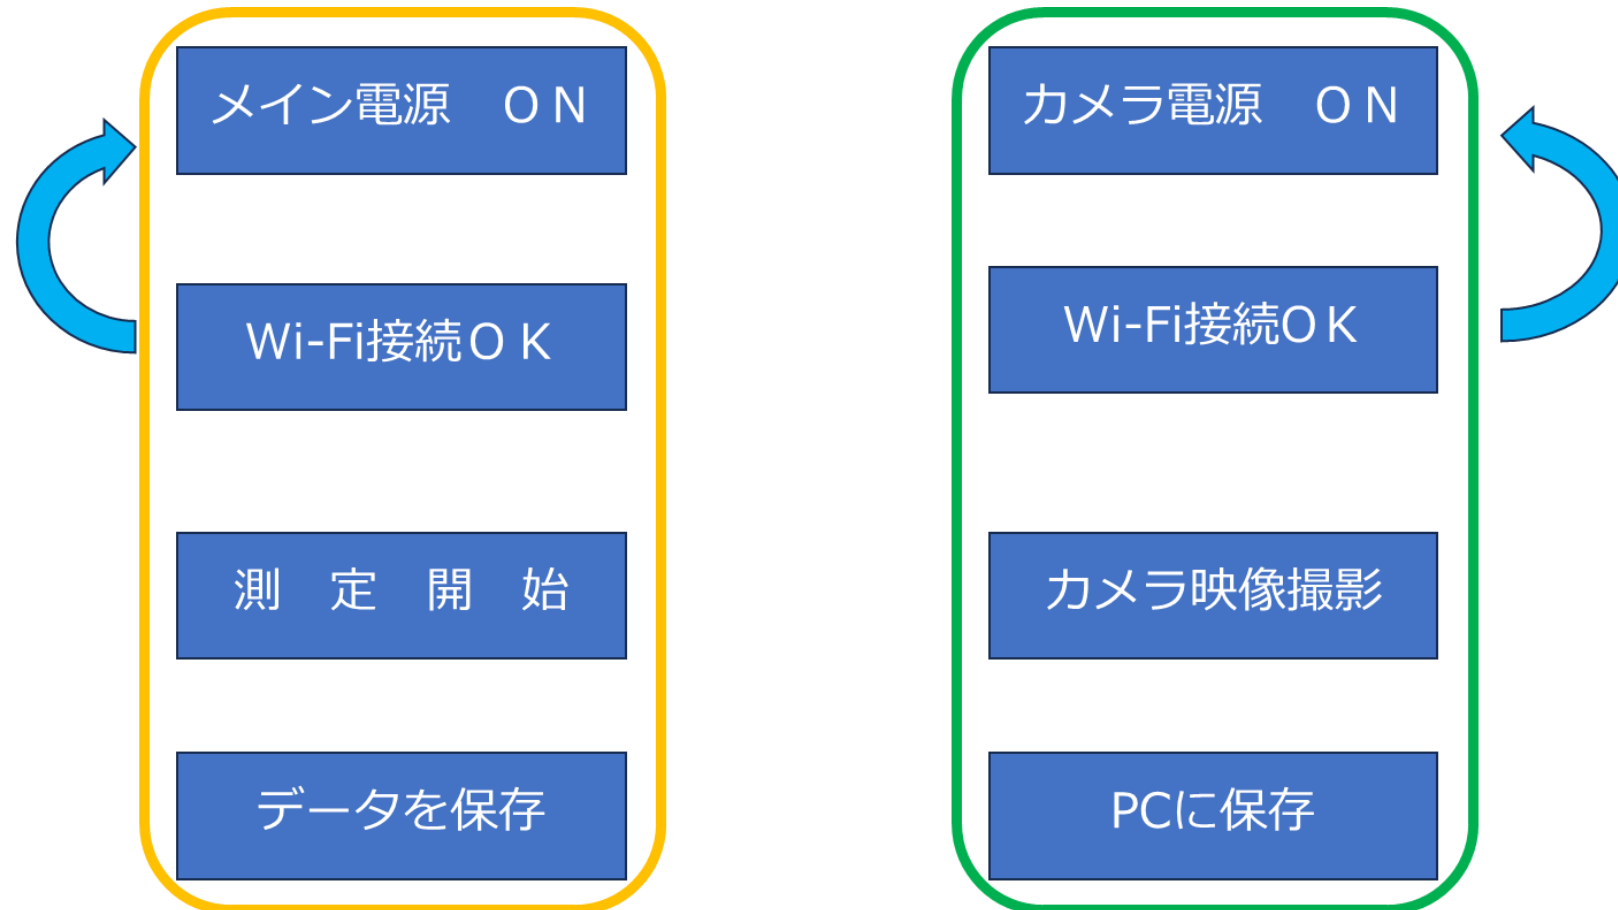 メイン電源　ＯＮ
Wi-Fi接続ＯＫ
測　定　開　始
データを保存
カメラ電源　ＯＮ
Wi-Fi接続OＫ
カメラ映像撮影
PCに保存